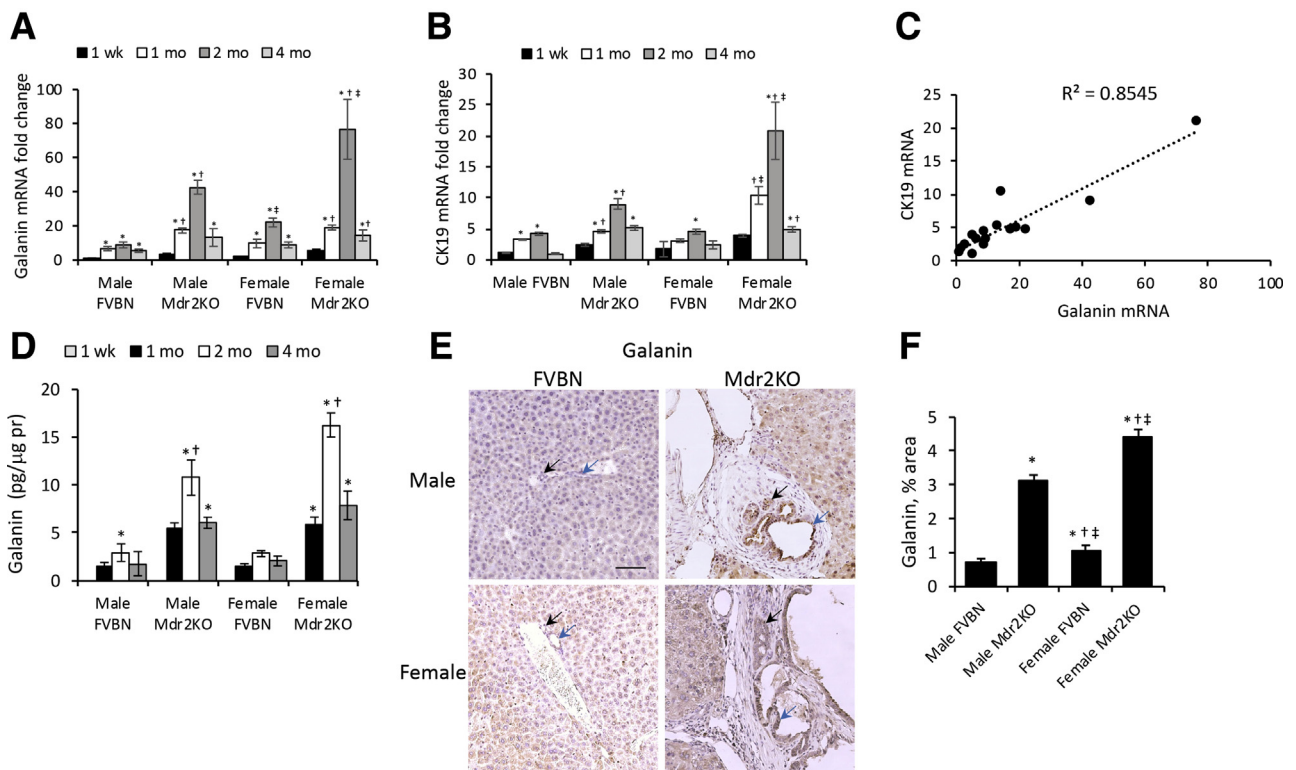 A
1 wk 1 mo 2 mo 4 mo
Galanin mRNA fold change
100
80
60
40
20
0
* * *
*† *† *
* *‡ *
*† *†‡ *†
Male FVBN
Male Mdr2KO
Female FVBN
Female Mdr2KO
B
1 wk 1 mo 2 mo 4 mo
CK19 mRNA fold change
30
25
20
15
10
5
0
* *
*† *† *
*
†‡ *†‡ *†
Male FVBN
Male Mdr2KO
Female FVBN
Female Mdr2KO
C
R² = 0.8545
CK19 mRNA
25
20
15
10
5
0
0 20 40 60 80 100
Galanin mRNA
D
1 wk 1 mo 2 mo 4 mo
Galanin (pg/µg pr)
20
15
10
5
0
*
*† *
* *† *
Male FVBN
Male Mdr2KO
Female FVBN
Female Mdr2KO
E
Galanin
FVBN Mdr2KO
Male
Female
F
Galanin, % area
5
4
3
2
1
0
*
*†‡
*†‡
Male FVBN
Male Mdr2KO
Female FVBN
Female Mdr2KO